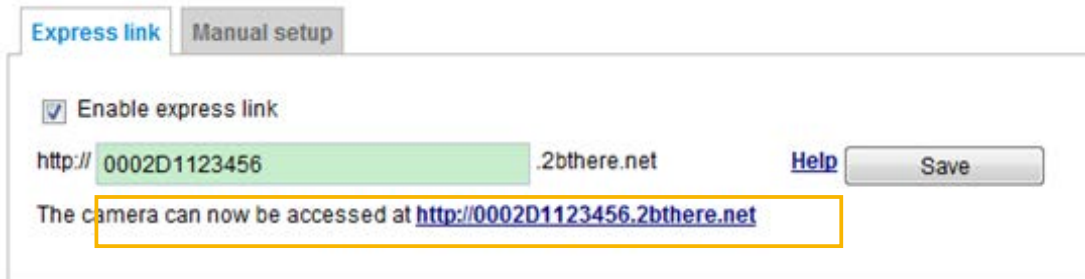 Express link Manual setup
Enable express link
http:// 0002D1123456 .2bthere.net Help Save
The camera can now be accessed at http://0002D1123456.2bthere.net